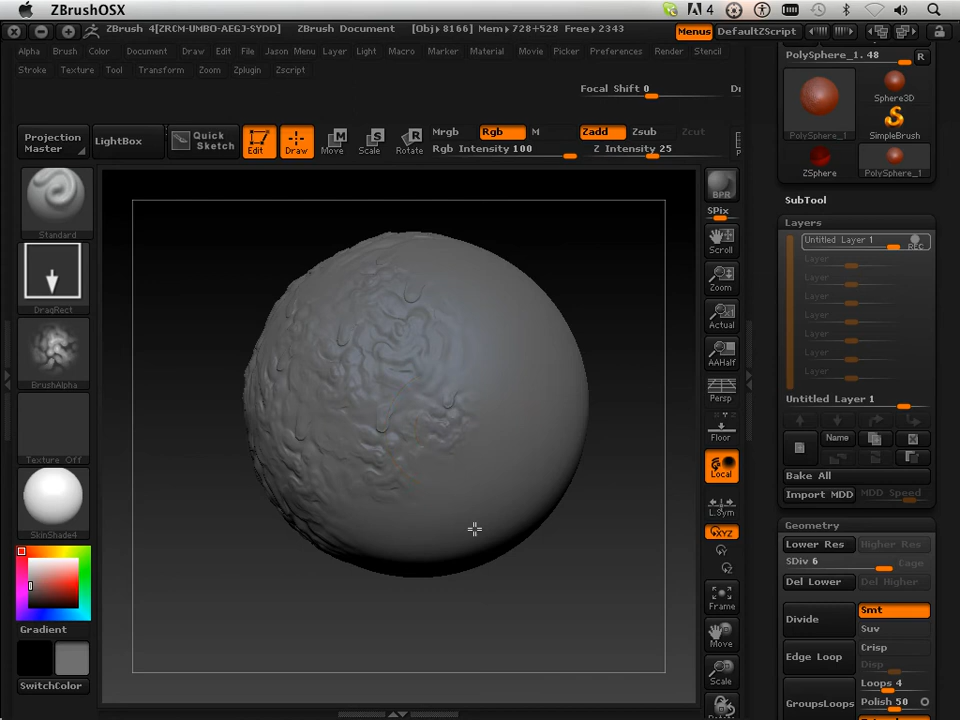 ZBrushOSX
4
ZBrush 4[ZRCM-UMBO-AEGJ-SYDD]
ZBrush Document
[Obj>8166] Mem>728+528 Free>2343
Menus
DefaultZScript
Alpha Brush Color Document Draw Edit File Jason Menu Layer Light Macro Marker Material Movie Picker Preferences Render Stencil
Stroke Texture Tool Transform Zoom Zplugin Zscript
Focal Shift 0
Dr
Projection
Master
LightBox
Quick
Sketch
Edit
Draw
Move
Scale
Rotate
Mrgb
Rgb
M
Rgb Intensity 100
Zadd
Zsub
Zcut
Z Intensity 25
Standard
DragRect
BrushAlpha
Texture Off
SkinShade4
Gradient
SwitchColor
BPR
SPix
Scroll
Zoom
Actual
AAHalf
Persp
Floor
Local
L.Sym
XYZ
Frame
Move
Scale
Rotate
PolySphere_1. 48
R
PolySphere_1
Sphere3D
SimpleBrush
ZSphere
PolySphere_1
SubTool
Layers
Untitled Layer 1
REC
Layer
Layer
Layer
Layer
Layer
Layer
Layer
Untitled Layer 1
Name
Bake All
Import MDD
MDD Speed
Geometry
Lower Res
Higher Res
SDiv 6
Cage
Del Lower
Del Higher
Divide
Smt
Suv
Edge Loop
Crisp
Disp
Loops 4
GroupsLoops
Polish 50